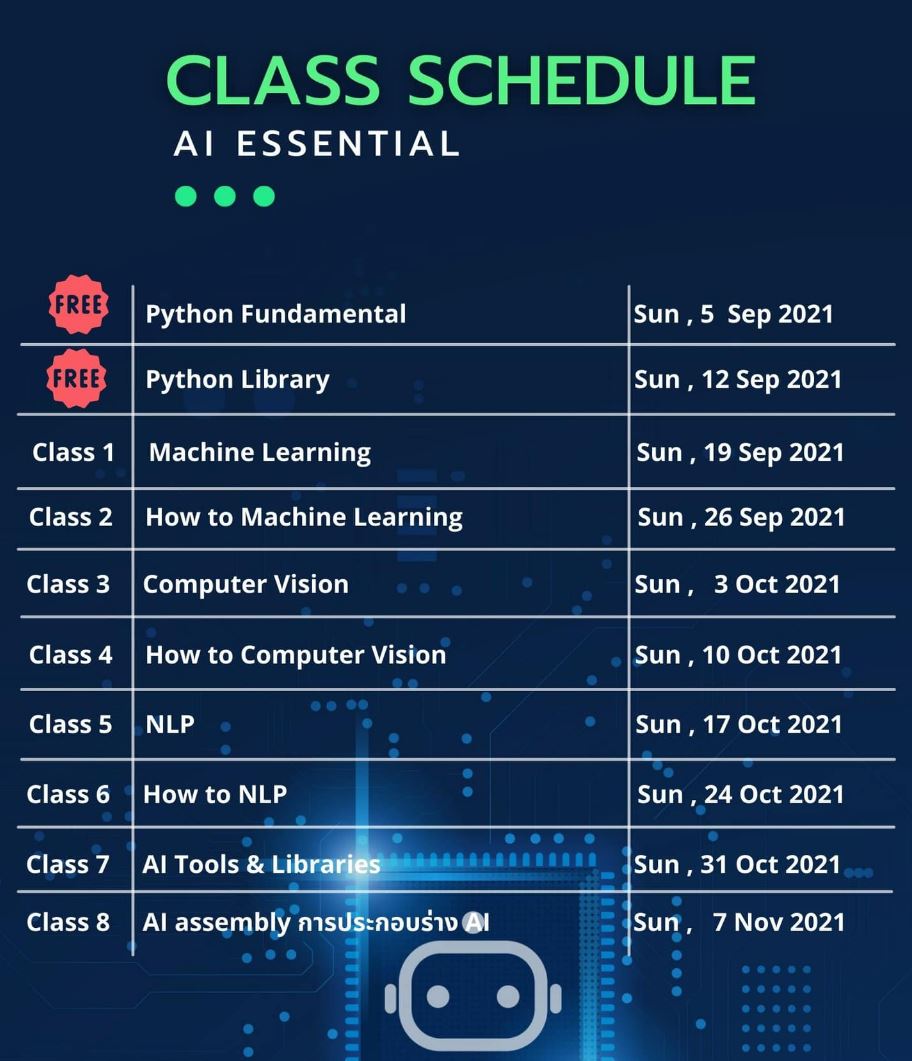 CLASS SCHEDULE
AI ESSENTIAL
FREE Python Fundamental Sun , 5 Sep 2021
FREE Python Library Sun , 12 Sep 2021
Class 1 Machine Learning Sun , 19 Sep 2021
Class 2 How to Machine Learning Sun , 26 Sep 2021
Class 3 Computer Vision Sun , 3 Oct 2021
Class 4 How to Computer Vision Sun , 10 Oct 2021
Class 5 NLP Sun , 17 Oct 2021
Class 6 How to NLP Sun , 24 Oct 2021
Class 7 AI Tools & Libraries Sun , 31 Oct 2021
Class 8 AI assembly การประกอบร่าง AI Sun , 7 Nov 2021